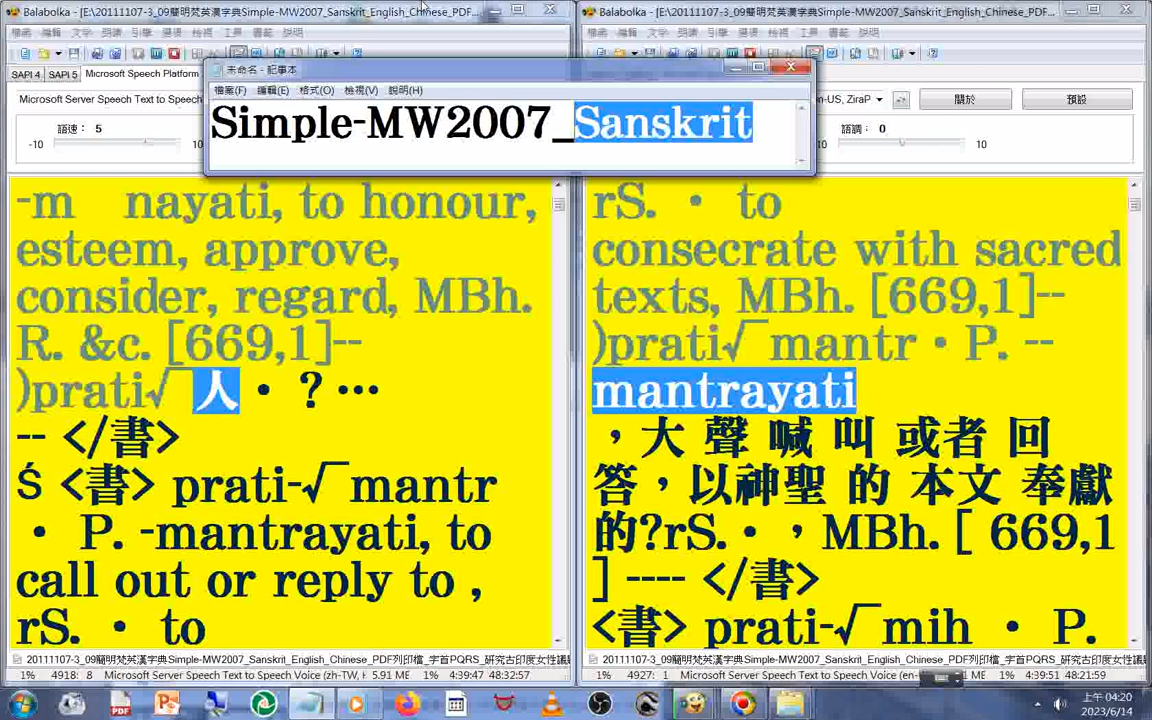 Balabolka - [E:\20111107-3_09簡明梵英漢字典Simple-MW2007_Sanskrit_English_Chinese_PDF...
Balabolka - [E:\20111107-3_09簡明梵英漢字典Simple-MW2007_Sanskrit_English_Chinese_PDF...
SAPI 4 SAPI 5 Microsoft Speech Platform
未命名 - 記事本
檔案(F) 編輯(E) 格式(O) 檢視(V) 說明(H)
Simple-MW2007_Sanskrit
Microsoft Server Speech Text to Speech
en-US, ZiraP
關於
預設
語速： 5
-10
10
語調： 0
10
-m nayati, to honour,
esteem, approve,
consider, regard, MBh.
R. &c. [669,1]--
)prati√ 人 · ？…
-- </書>
Ś <書> prati-√mantr
· P. -mantrayati, to
call out or reply to ,
rS. · to
rS. · to
consecrate with sacred
texts, MBh. [669,1]--
)prati√ mantr · P. --
mantrayati
，大 聲 喊 叫 或者 回
答，以神聖 的 本文 奉獻
的?rS. · ，MBh. [ 669,1
] ---- </書>
<書> prati-√mih · P.
20111107-3_09簡明梵英漢字典Simple-MW2007_Sanskrit_English_Chinese_PDF列印檔_字首PQRS_研究古印度女性議
20111107-3_09簡明梵英漢字典Simple-MW2007_Sanskrit_English_Chinese_PDF列印檔_字首PQRS_研究古印度女性議
1% 4918: 8 Microsoft Server Speech Text to Speech Voice (zh-TW, H 5.91 ME 1% 4:39:47 48:32:57
1% 4927: 1 Microsoft Server Speech Text to Speech Voice (en- 1% 4:39:51 48:21:59
上午 04:20
2023/6/14